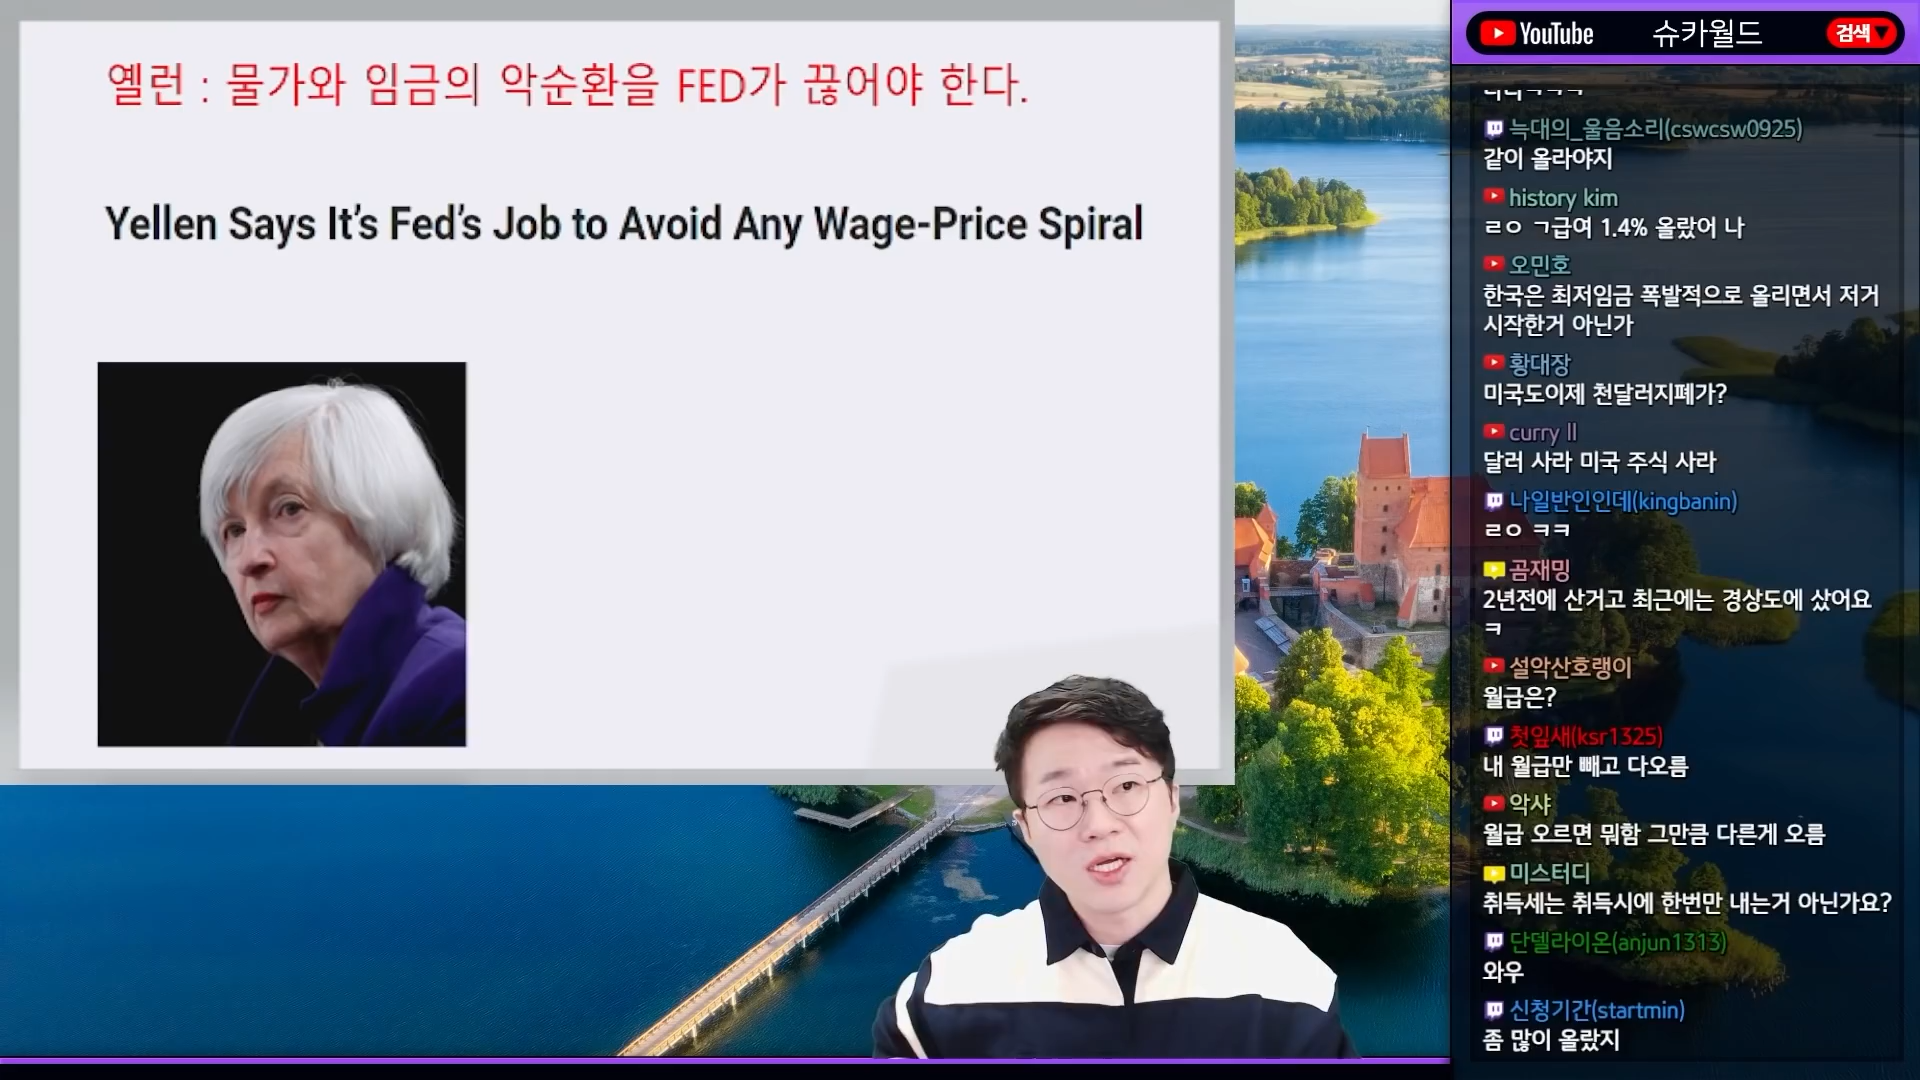 옐런 : 물가와 임금의 악순환을 FED가 끊어야 한다.
Yellen Says It's Fed's Job to Avoid Any Wage-Price Spiral
YouTube 슈카월드 검색▼
늑대의_울음소리(cswcsw0925)
같이 올라야지
history kim
ㄹㅇ ㄱ급여 1.4% 올랐어 나
오민호
한국은 최저임금 폭발적으로 올리면서 저거
시작한거 아닌가
황대장
미국도이제 천달러지폐가?
curry ll
달러 사라 미국 주식 사라
나일반인인데(kingbanin)
ㄹㅇ ㅋㅋ
곰재밍
2년전에 산거고 최근에는 경상도에 샀어요
ㅋ
설악산호랭이
월급은?
첫잎새(ksr1325)
내 월급만 빼고 다오름
악샤
월급 오르면 뭐함 그만큼 다른게 오름
미스터디
취득세는 취득시에 한번만 내는거 아닌가요?
단델라이온(anjun1313)
와우
신청기간(startmin)
좀 많이 올랐지